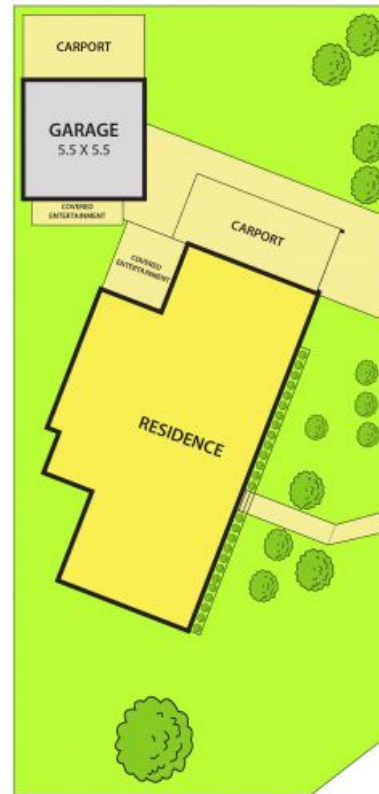 CARPORT
GARAGE
5.5 X 5.5
COVERED
ENTERTAINMENT
CARPORT
COVERED
ENTERTAINMENT
RESIDENCE